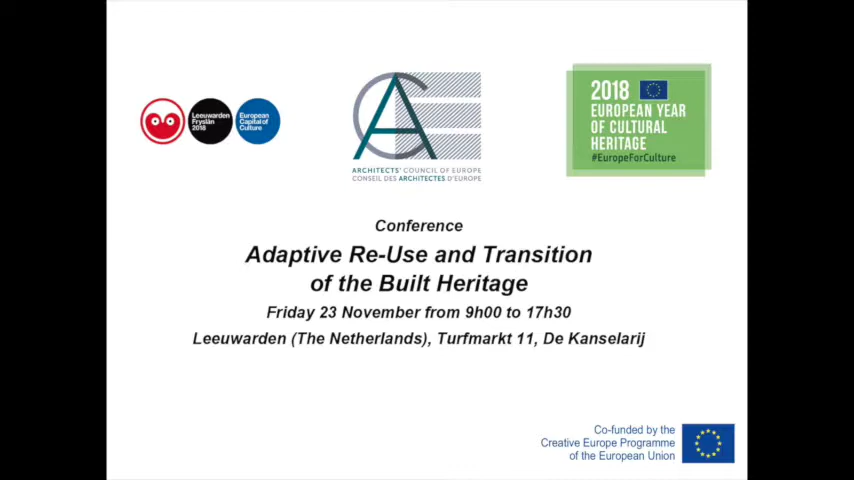 Leeuwarden
Fryslân
2018
European
Capital of
Culture
ARCHITECTS' COUNCIL OF EUROPE
CONSEIL DES ARCHITECTES D'EUROPE
2018
EUROPEAN YEAR
OF CULTURAL
HERITAGE
#EuropeForCulture
Conference
Adaptive Re-Use and Transition
of the Built Heritage
Friday 23 November from 9h00 to 17h30
Leeuwarden (The Netherlands), Turfmarkt 11, De Kanselarij
Co-funded by the
Creative Europe Programme
of the European Union